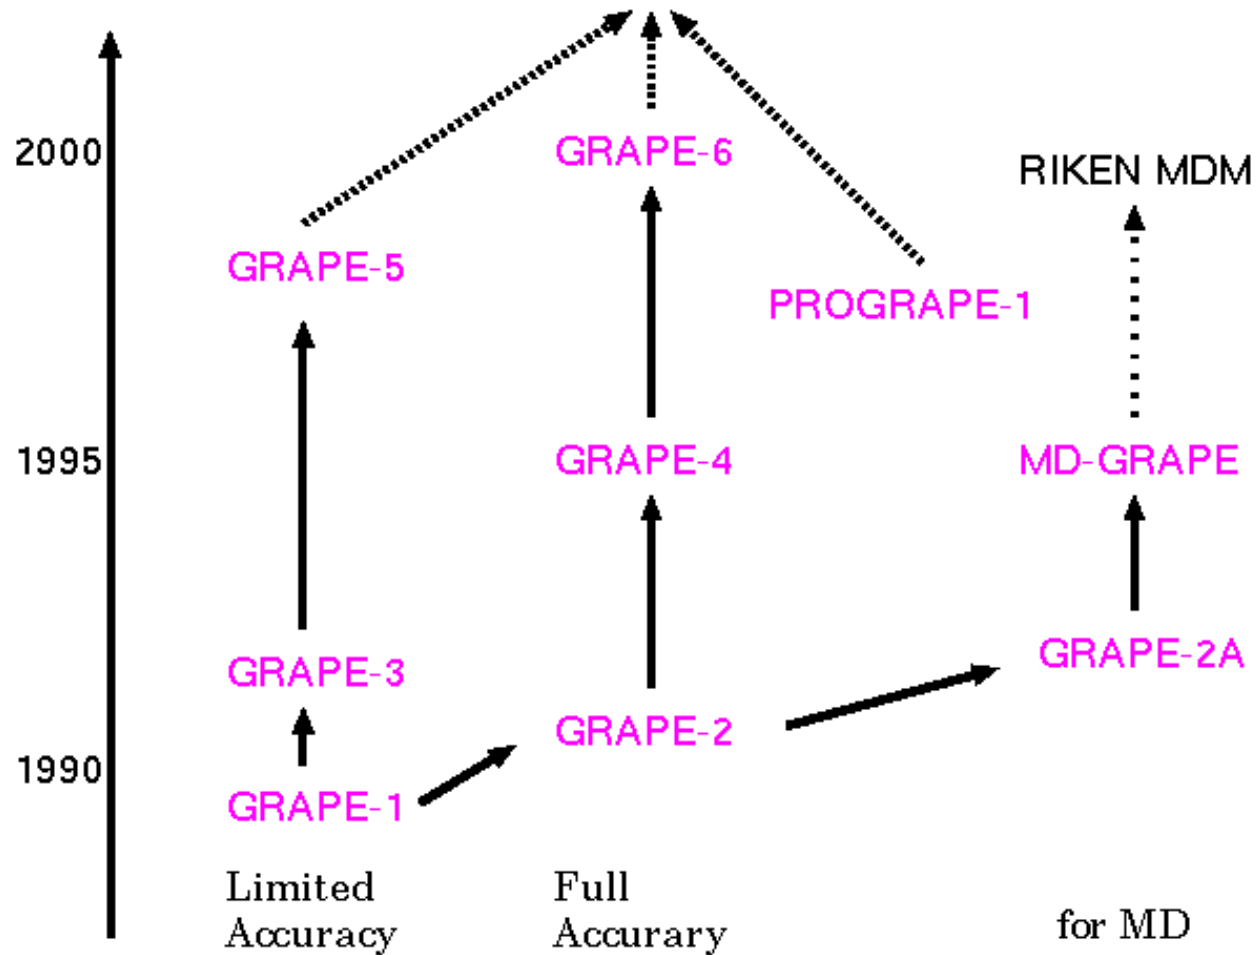 2000
GRAPE-6
RIKEN MDM
GRAPE-5
PROGRAPE-1
1995
GRAPE-4
MD-GRAPE
GRAPE-3
GRAPE-2A
GRAPE-2
1990
GRAPE-1
Limited
Accuracy
Full
Accurary
for MD